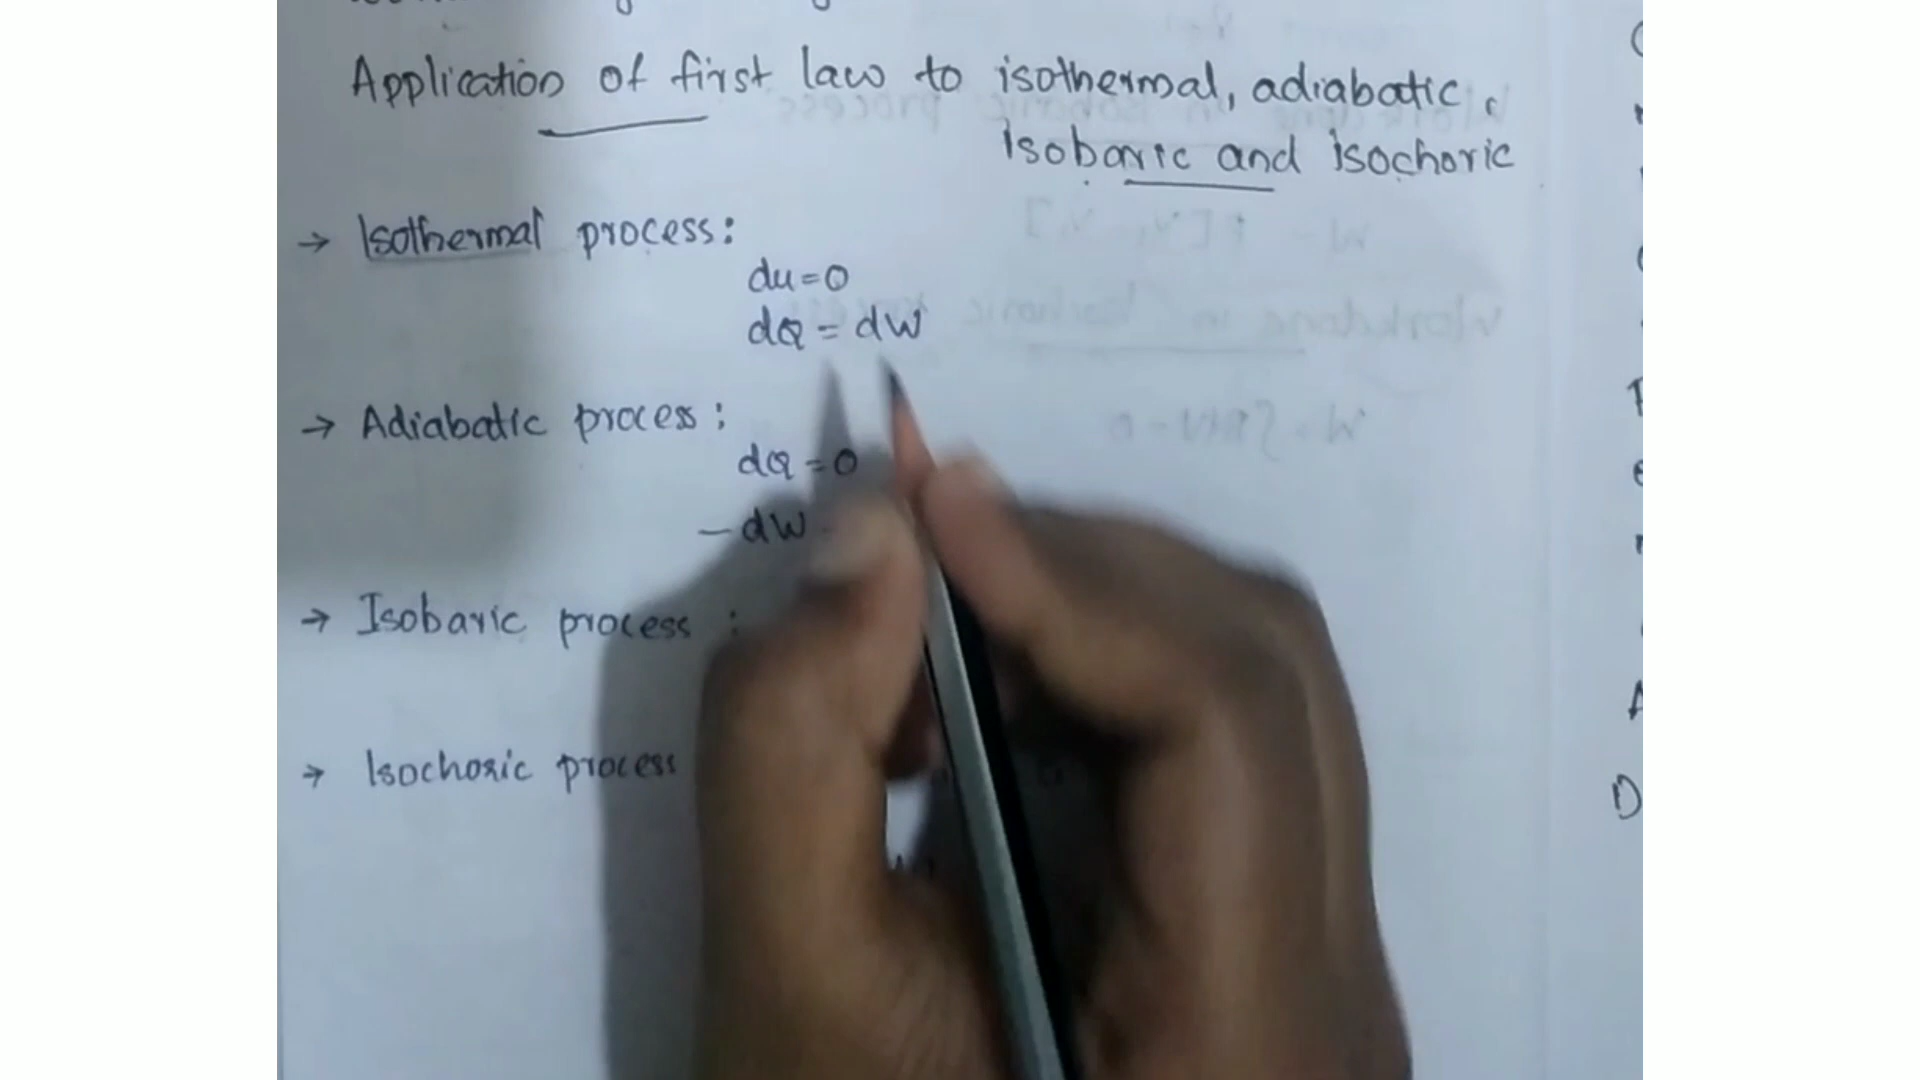 Application of first law to isothermal, adiabatic,
isobaric and isochoric
→ Isothermal process:
du=0
dQ = dW
→ Adiabatic process:
dQ = 0
- dW
→ Isobaric process :
→ Isochoric process